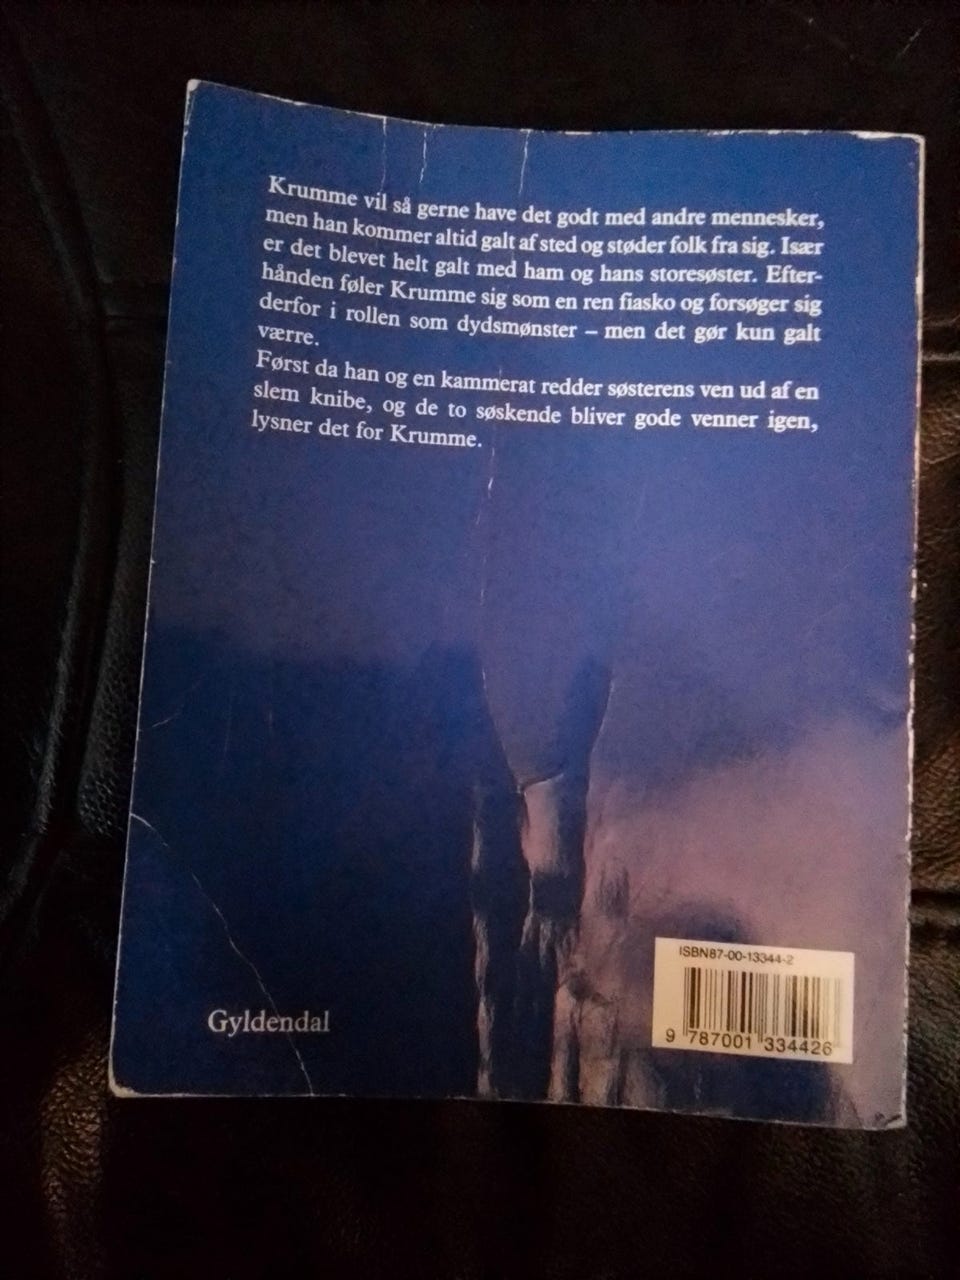 Krumme vil så gerne have det godt med andre mennesker,
men han kommer altid galt af sted og støder folk fra sig. Især
er det blevet helt galt med ham og hans storesøster. Efter-
hånden føler Krumme sig som en ren fiasko og forsøger sig
derfor i rollen som dydsmønster – men det gør kun galt
værre.
Først da han og en kammerat redder søsterens ven ud af en
slem knibe, og de to søskende bliver gode venner igen,
lysner det for Krumme.
Gyldendal
ISBN87-00-13344-2
9 787001 334426